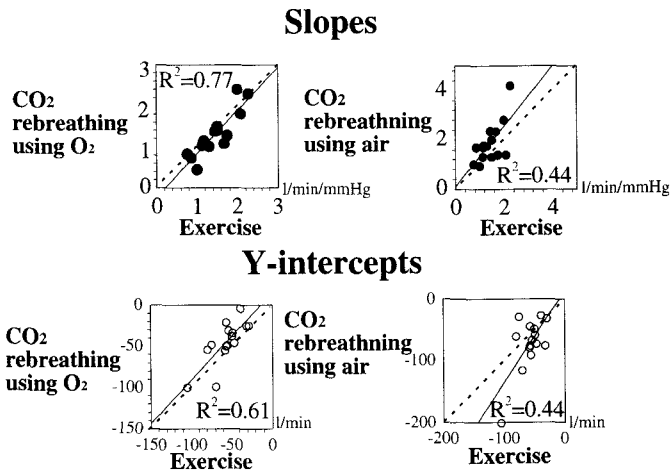 Slopes
CO2 rebreathing using O2
3
2
1
0
R²=0.77
0 1 2 3
l/min/mmHg
Exercise
CO2 rebreathning using air
4
2
0
R²=0.44
0 2 4
l/min/mmHg
Exercise
Y-intercepts
CO2 rebreathing using O2
0
-50
-100
-150
R²=0.61
-150 -100 -50 0
l/min
Exercise
CO2 rebreathning using air
0
-100
-200
R²=0.44
-200 -100 0
l/min
Exercise